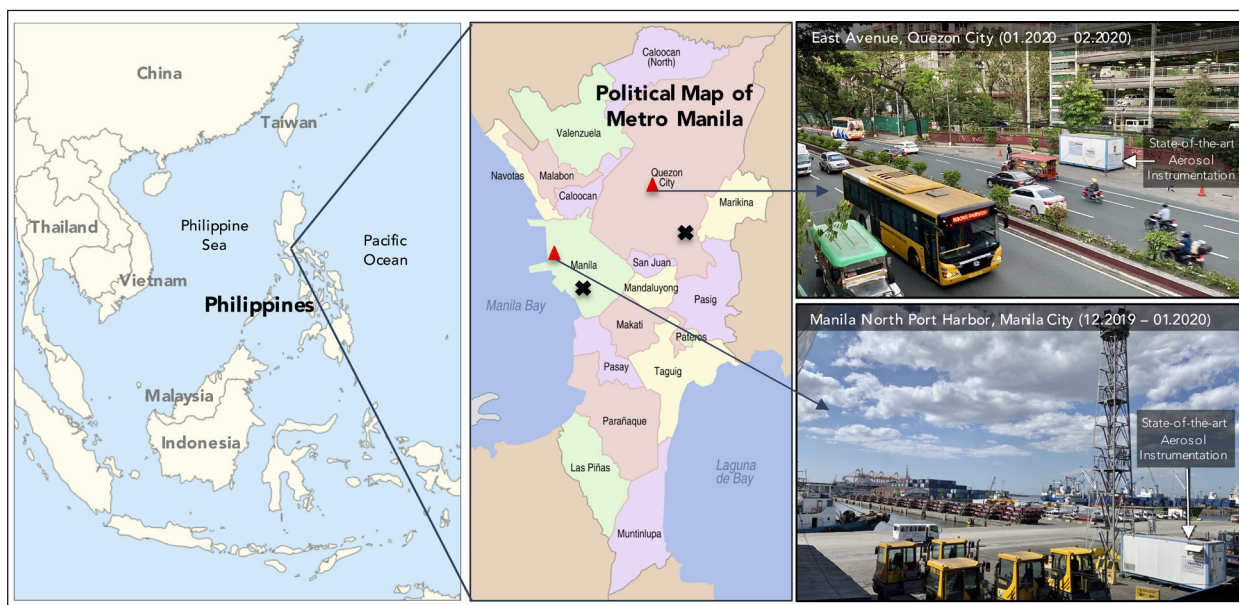 China
Taiwan
Thailand
Vietnam
Philippine
Sea
Pacific
Ocean
Philippines
Malaysia
Indonesia
Political Map of
Metro Manila
Caloocan
(North)
Valenzuela
Navotas
Malabon
Caloocan
Quezon
City
Marikina
Manila
San Juan
Mandaluyong
Pasig
Manila Bay
Makati
Pateros
Pasay
Taguig
Parañaque
Las Piñas
Laguna
de Bay
Muntinlupa
East Avenue, Quezon City (01.2020 – 02.2020)
State-of-the-art
Aerosol
Instrumentation
Manila North Port Harbor, Manila City (12.2019 – 01.2020)
State-of-the-art
Aerosol
Instrumentation